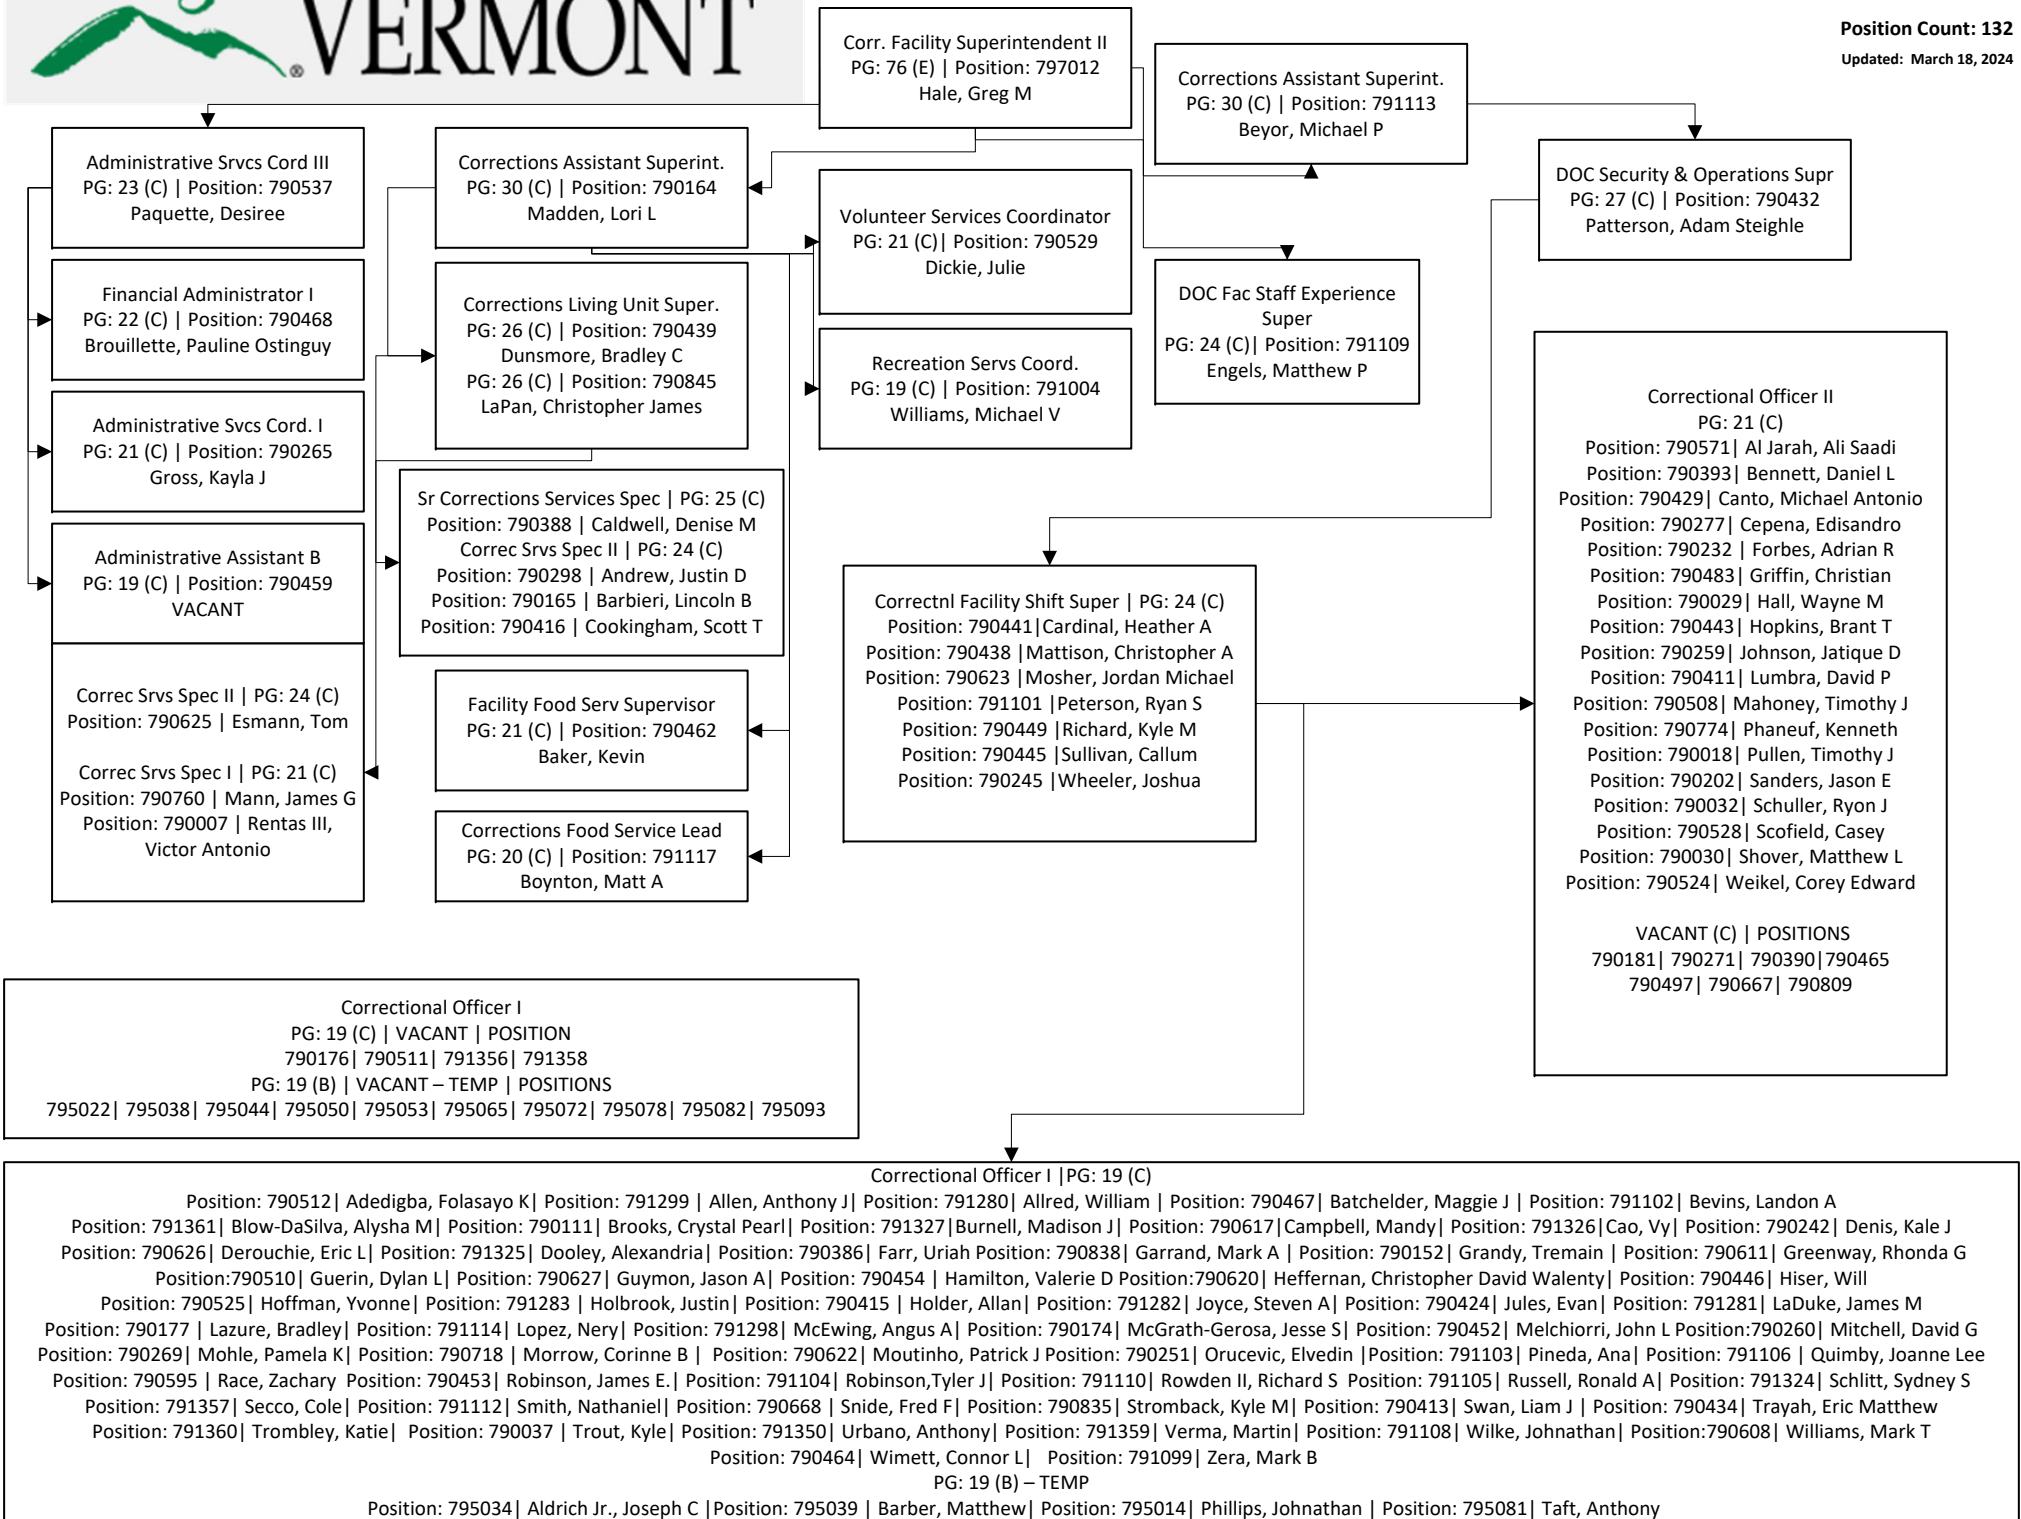 VERMONT
®
Position Count: 132
Updated: March 18, 2024
Corr. Facility Superintendent II
PG: 76 (E) | Position: 797012
Hale, Greg M
Corrections Assistant Superint.
PG: 30 (C) | Position: 791113
Beyor, Michael P
Administrative Srvcs Cord III
PG: 23 (C) | Position: 790537
Paquette, Desiree
Corrections Assistant Superint.
PG: 30 (C) | Position: 790164
Madden, Lori L
Volunteer Services Coordinator
PG: 21 (C)| Position: 790529
Dickie, Julie
DOC Security & Operations Supr
PG: 27 (C) | Position: 790432
Patterson, Adam Steighle
Financial Administrator I
PG: 22 (C) | Position: 790468
Brouillette, Pauline Ostinguy
Corrections Living Unit Super.
PG: 26 (C) | Position: 790439
Dunsmore, Bradley C
PG: 26 (C) | Position: 790845
LaPan, Christopher James
DOC Fac Staff Experience
Super
PG: 24 (C)| Position: 791109
Engels, Matthew P
Recreation Servs Coord.
PG: 19 (C) | Position: 791004
Williams, Michael V
Administrative Svcs Cord. I
PG: 21 (C) | Position: 790265
Gross, Kayla J
Sr Corrections Services Spec | PG: 25 (C)
Position: 790388 | Caldwell, Denise M
Correc Srvs Spec II | PG: 24 (C)
Position: 790298 | Andrew, Justin D
Position: 790165 | Barbieri, Lincoln B
Position: 790416 | Cookingham, Scott T
Administrative Assistant B
PG: 19 (C) | Position: 790459
VACANT
Correc Srvs Spec II | PG: 24 (C)
Position: 790625 | Esmann, Tom
Correc Srvs Spec I | PG: 21 (C)
Position: 790760 | Mann, James G
Position: 790007 | Rentas III,
Victor Antonio
Facility Food Serv Supervisor
PG: 21 (C) | Position: 790462
Baker, Kevin
Corrections Food Service Lead
PG: 20 (C) | Position: 791117
Boynton, Matt A
Correctnl Facility Shift Super | PG: 24 (C)
Position: 790441|Cardinal, Heather A
Position: 790438 |Mattison, Christopher A
Position: 790623 |Mosher, Jordan Michael
Position: 791101 |Peterson, Ryan S
Position: 790449 |Richard, Kyle M
Position: 790445 |Sullivan, Callum
Position: 790245 |Wheeler, Joshua
Correctional Officer II
PG: 21 (C)
Position: 790571| Al Jarah, Ali Saadi
Position: 790393| Bennett, Daniel L
Position: 790429| Canto, Michael Antonio
Position: 790277| Cepena, Edisandro
Position: 790232 | Forbes, Adrian R
Position: 790483| Griffin, Christian
Position: 790029| Hall, Wayne M
Position: 790443| Hopkins, Brant T
Position: 790259| Johnson, Jatique D
Position: 790411| Lumbra, David P
Position: 790508| Mahoney, Timothy J
Position: 790774| Phaneuf, Kenneth
Position: 790018| Pullen, Timothy J
Position: 790202| Sanders, Jason E
Position: 790032| Schuller, Ryon J
Position: 790528| Scofield, Casey
Position: 790030| Shover, Matthew L
Position: 790524| Weikel, Corey Edward
VACANT (C) | POSITIONS
790181| 790271| 790390|790465
790497| 790667| 790809
Correctional Officer I
PG: 19 (C) | VACANT | POSITION
790176| 790511| 791356| 791358
PG: 19 (B) | VACANT – TEMP | POSITIONS
795022| 795038| 795044| 795050| 795053| 795065| 795072| 795078| 795082| 795093
Correctional Officer I |PG: 19 (C)
Position: 790512| Adedigba, Folasayo K| Position: 791299 | Allen, Anthony J| Position: 791280| Allred, William | Position: 790467| Batchelder, Maggie J | Position: 791102| Bevins, Landon A
Position: 791361| Blow-DaSilva, Alysha M| Position: 790111| Brooks, Crystal Pearl| Position: 791327|Burnell, Madison J| Position: 790617|Campbell, Mandy| Position: 791326|Cao, Vy| Position: 790242| Denis, Kale J
Position: 790626| Derouchie, Eric L| Position: 791325| Dooley, Alexandria| Position: 790386| Farr, Uriah Position: 790838| Garrand, Mark A | Position: 790152| Grandy, Tremain | Position: 790611| Greenway, Rhonda G
Position:790510| Guerin, Dylan L| Position: 790627| Guymon, Jason A| Position: 790454 | Hamilton, Valerie D Position:790620| Heffernan, Christopher David Walenty| Position: 790446| Hiser, Will
Position: 790525| Hoffman, Yvonne| Position: 791283 | Holbrook, Justin| Position: 790415 | Holder, Allan| Position: 791282| Joyce, Steven A| Position: 790424| Jules, Evan| Position: 791281| LaDuke, James M
Position: 790177 | Lazure, Bradley| Position: 791114| Lopez, Nery| Position: 791298| McEwing, Angus A| Position: 790174| McGrath-Gerosa, Jesse S| Position: 790452| Melchiorri, John L Position:790260| Mitchell, David G
Position: 790269| Mohle, Pamela K| Position: 790718 | Morrow, Corinne B | Position: 790622| Moutinho, Patrick J Position: 790251| Orucevic, Elvedin |Position: 791103| Pineda, Ana| Position: 791106 | Quimby, Joanne Lee
Position: 790595 | Race, Zachary Position: 790453| Robinson, James E.| Position: 791104| Robinson,Tyler J| Position: 791110| Rowden II, Richard S Position: 791105| Russell, Ronald A| Position: 791324| Schlitt, Sydney S
Position: 791357| Secco, Cole| Position: 791112| Smith, Nathaniel| Position: 790668 | Snide, Fred F| Position: 790835| Stromback, Kyle M| Position: 790413| Swan, Liam J | Position: 790434| Trayah, Eric Matthew
Position: 791360| Trombley, Katie| Position: 790037 | Trout, Kyle| Position: 791350| Urbano, Anthony| Position: 791359| Verma, Martin| Position: 791108| Wilke, Johnathan| Position:790608| Williams, Mark T
Position: 790464| Wimett, Connor L| Position: 791099| Zera, Mark B
PG: 19 (B) – TEMP
Position: 795034| Aldrich Jr., Joseph C |Position: 795039 | Barber, Matthew| Position: 795014| Phillips, Johnathan | Position: 795081| Taft, Anthony